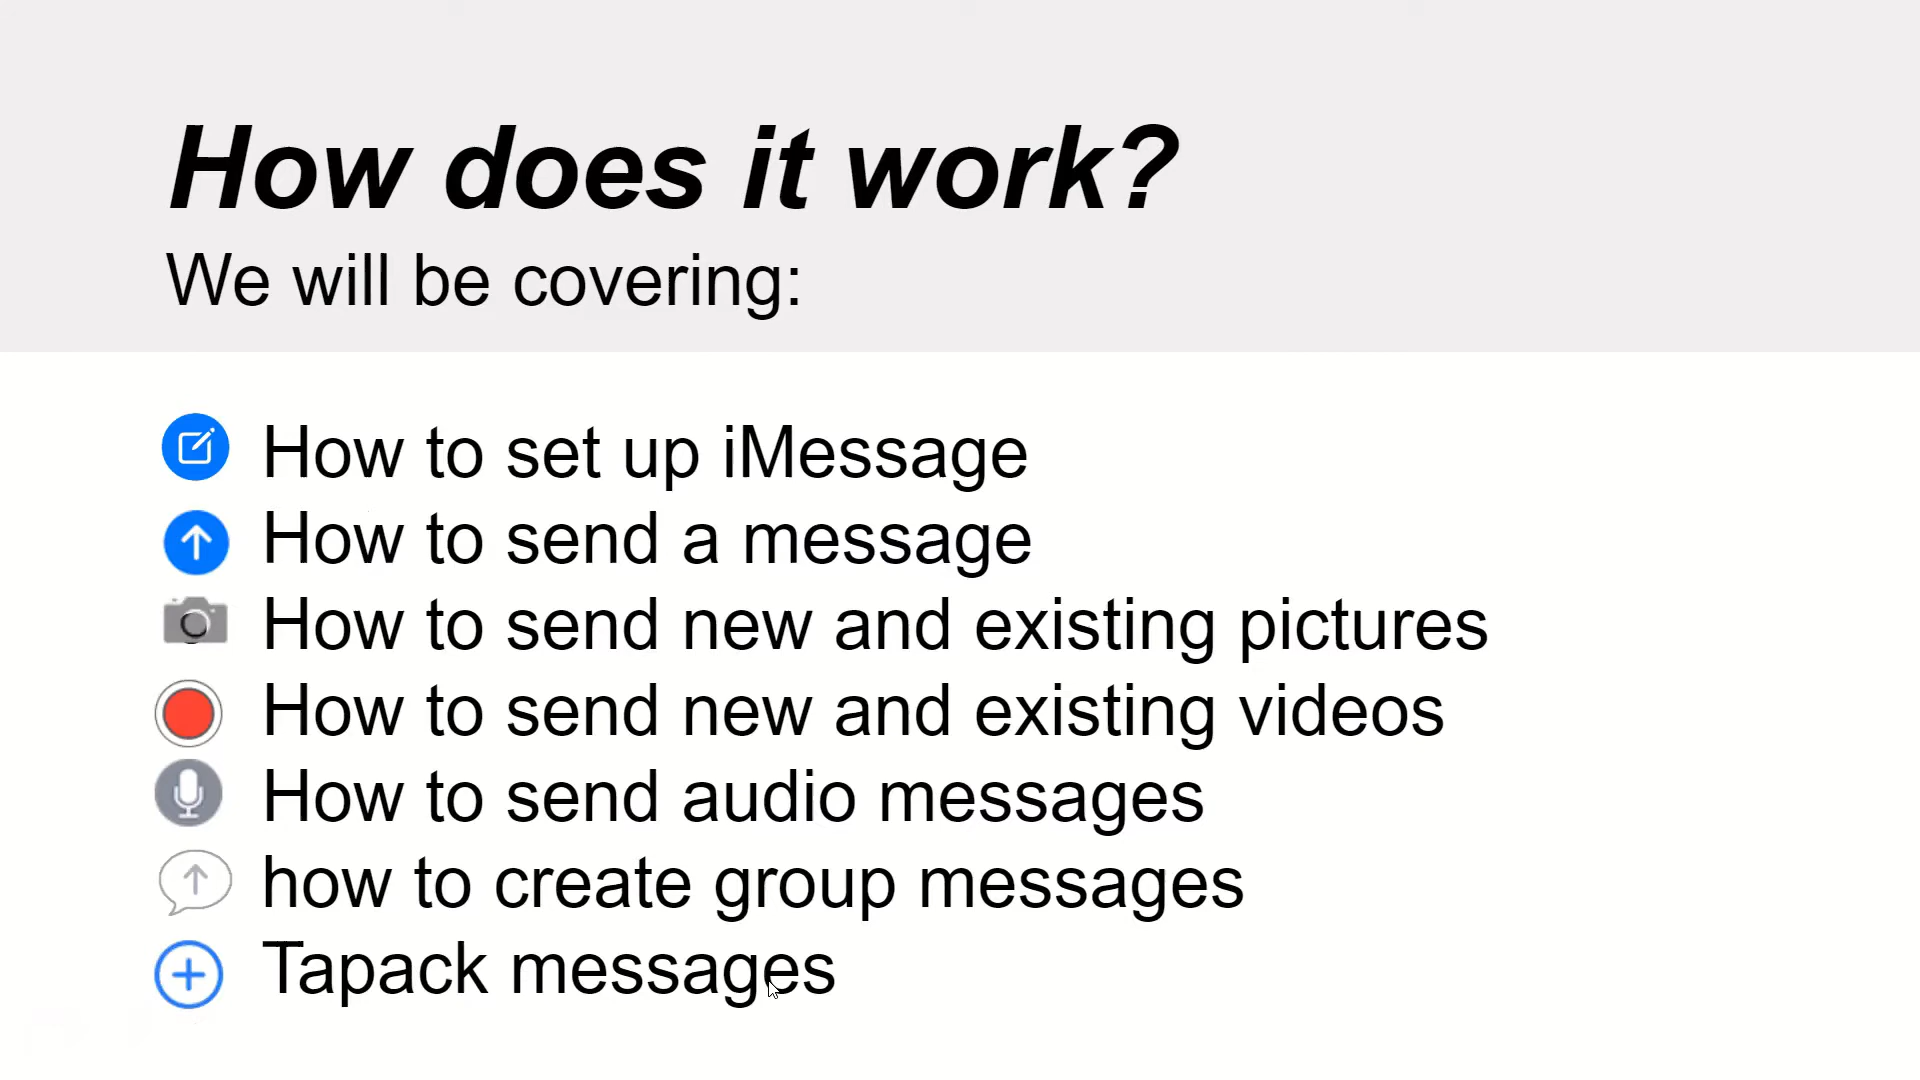 How does it work?
We will be covering:
How to set up iMessage
How to send a message
How to send new and existing pictures
How to send new and existing videos
How to send audio messages
how to create group messages
Tapack messages